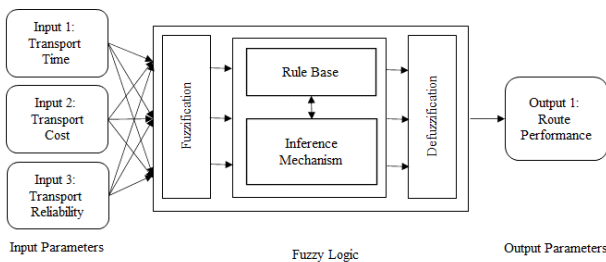 Input 1:
Transport
Time
Input 2:
Transport
Cost
Input 3:
Transport
Reliability
Input Parameters
Fuzzification
Rule Base
Inference
Mechanism
Defuzzification
Fuzzy Logic
Output 1:
Route
Performance
Output Parameters